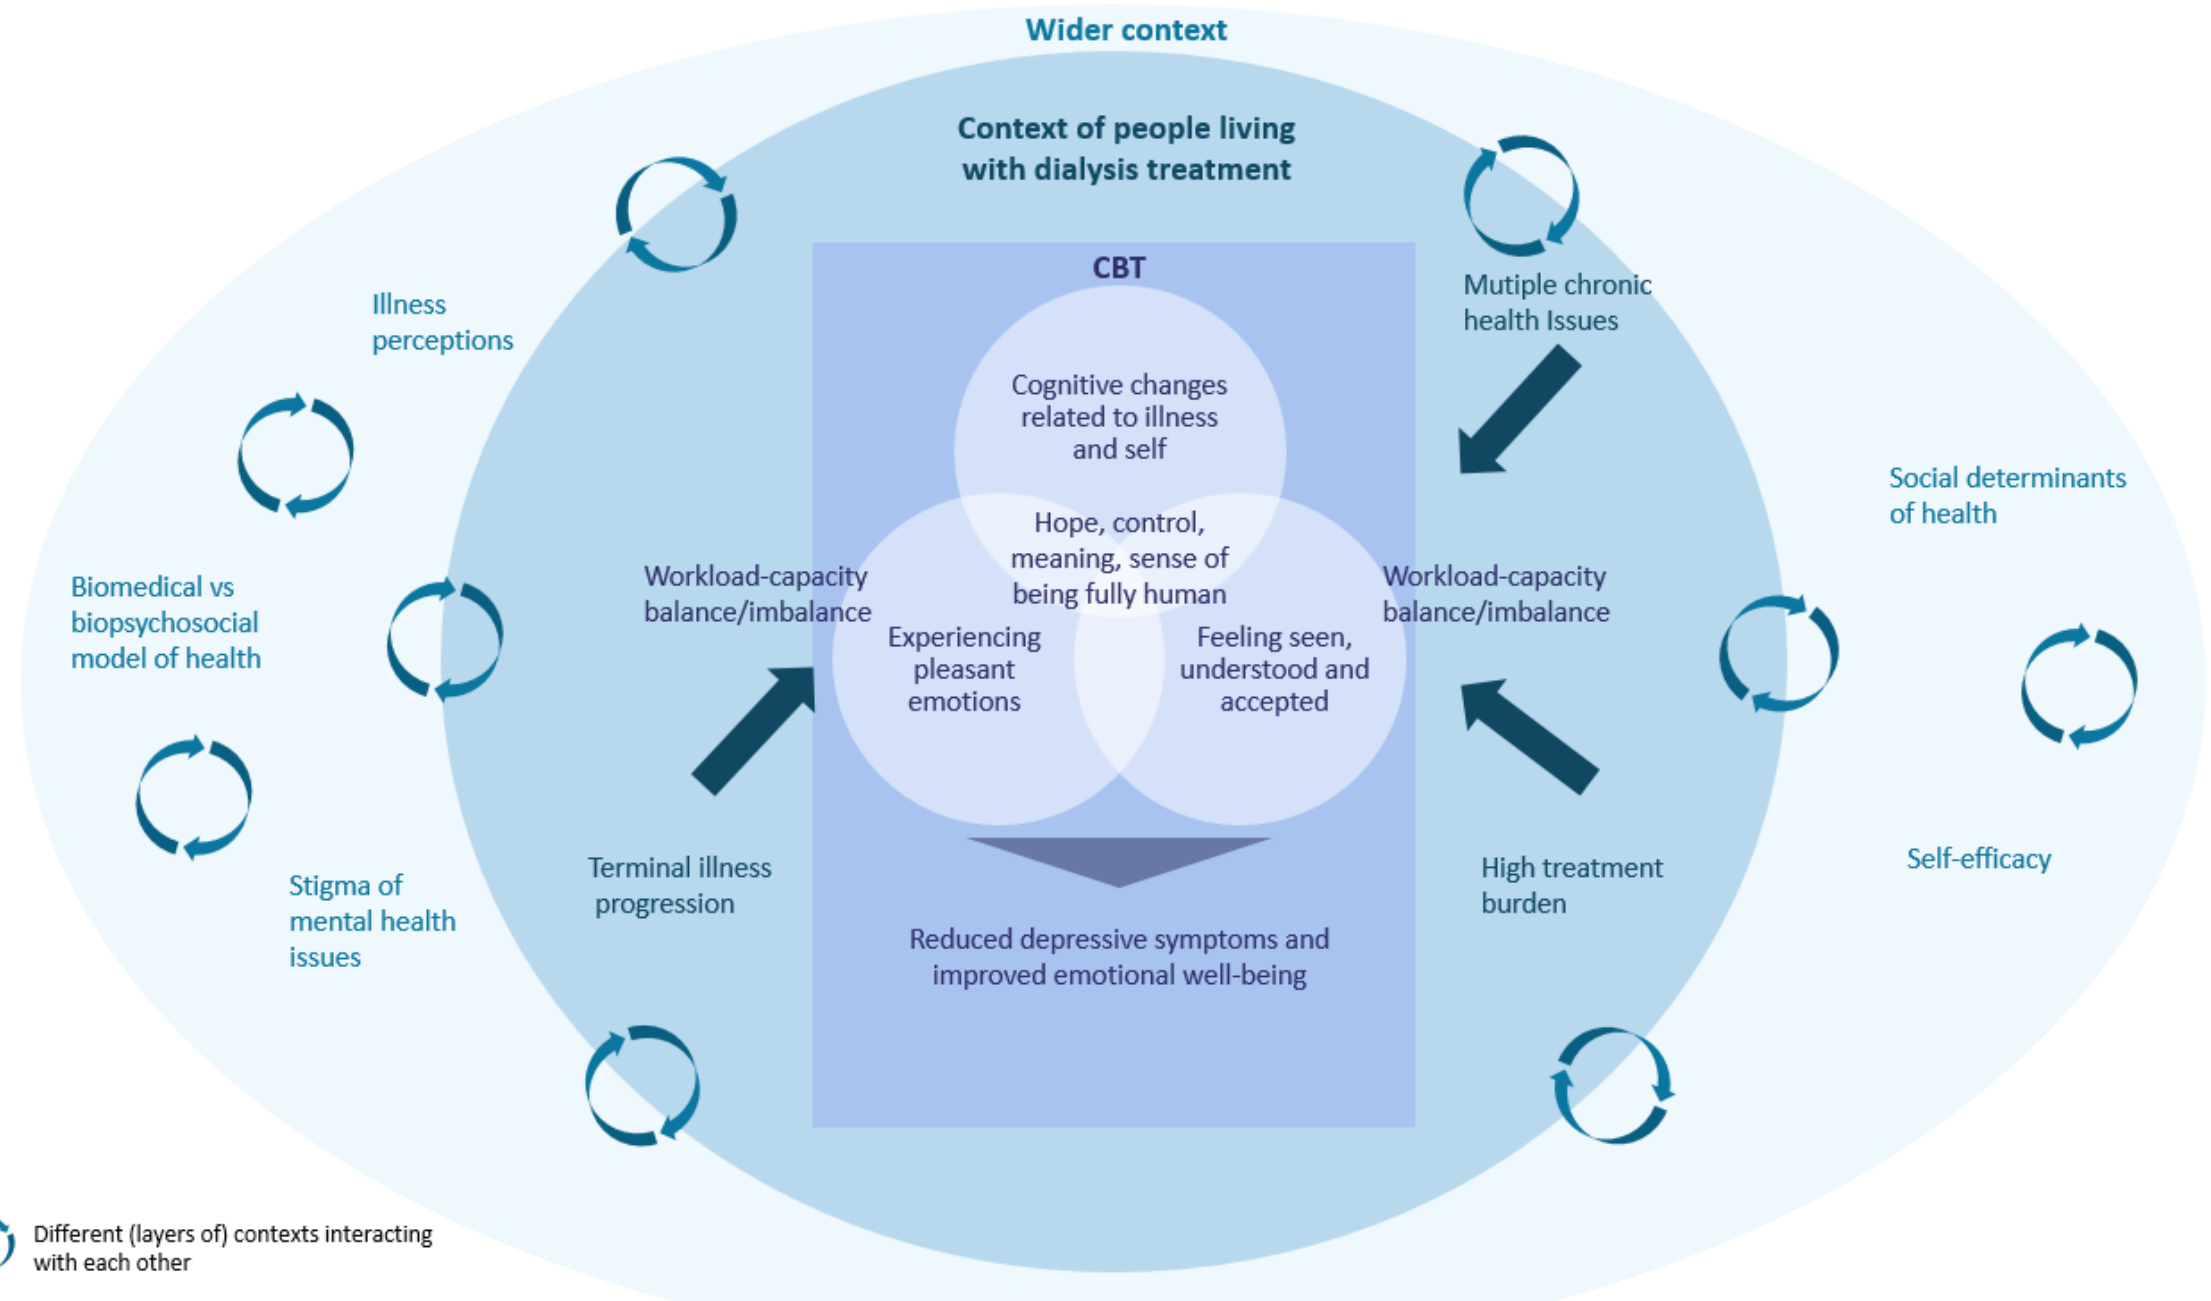 Wider context
Context of people living
with dialysis treatment
CBT
Mutiple chronic
health Issues
Illness
perceptions
Cognitive changes
related to illness
and self
Social determinants
of health
Hope, control,
meaning, sense of
being fully human
Workload-capacity
balance/imbalance
Workload-capacity
balance/imbalance
Biomedical vs
biopsychosocial
model of health
Experiencing
pleasant
emotions
Feeling seen,
understood and
accepted
Terminal illness
progression
High treatment
burden
Self-efficacy
Stigma of
mental health
issues
Reduced depressive symptoms and
improved emotional well-being
Different (layers of) contexts interacting
with each other